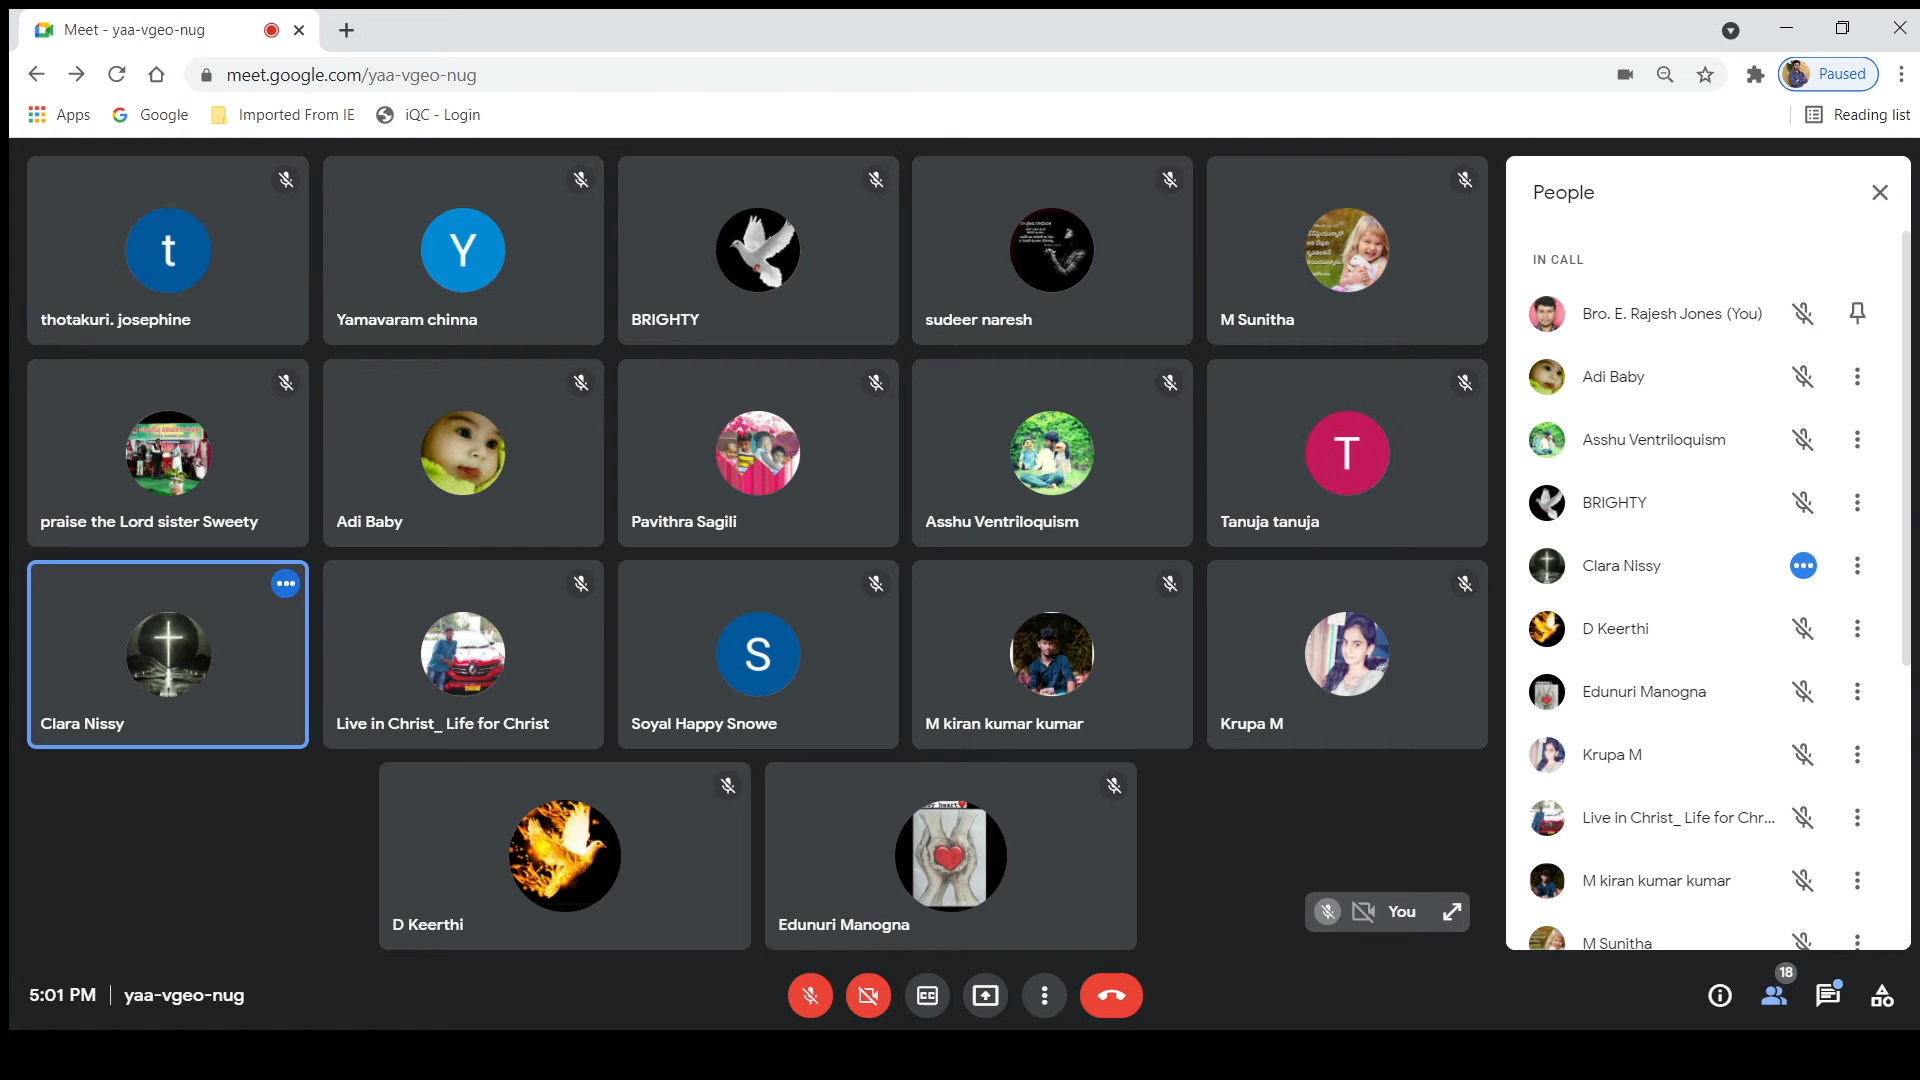 Meet - yaa-vgeo-nug
meet.google.com/yaa-vgeo-nug
Paused
Apps
Google
Imported From IE
iQC - Login
Reading list
t
thotakuri. josephine
Y
Yamavaram chinna
BRIGHTY
sudeer naresh
M Sunitha
praise the Lord sister Sweety
Adi Baby
Pavithra Sagili
Asshu Ventriloquism
T
Tanuja tanuja
Clara Nissy
Live in Christ_ Life for Christ
S
Soyal Happy Snowe
M kiran kumar kumar
Krupa M
D Keerthi
Edunuri Manogna
You
People
IN CALL
Bro. E. Rajesh Jones (You)
Adi Baby
Asshu Ventriloquism
BRIGHTY
Clara Nissy
D Keerthi
Edunuri Manogna
Krupa M
Live in Christ_ Life for Chr...
M kiran kumar kumar
M Sunitha
5:01 PM | yaa-vgeo-nug
18